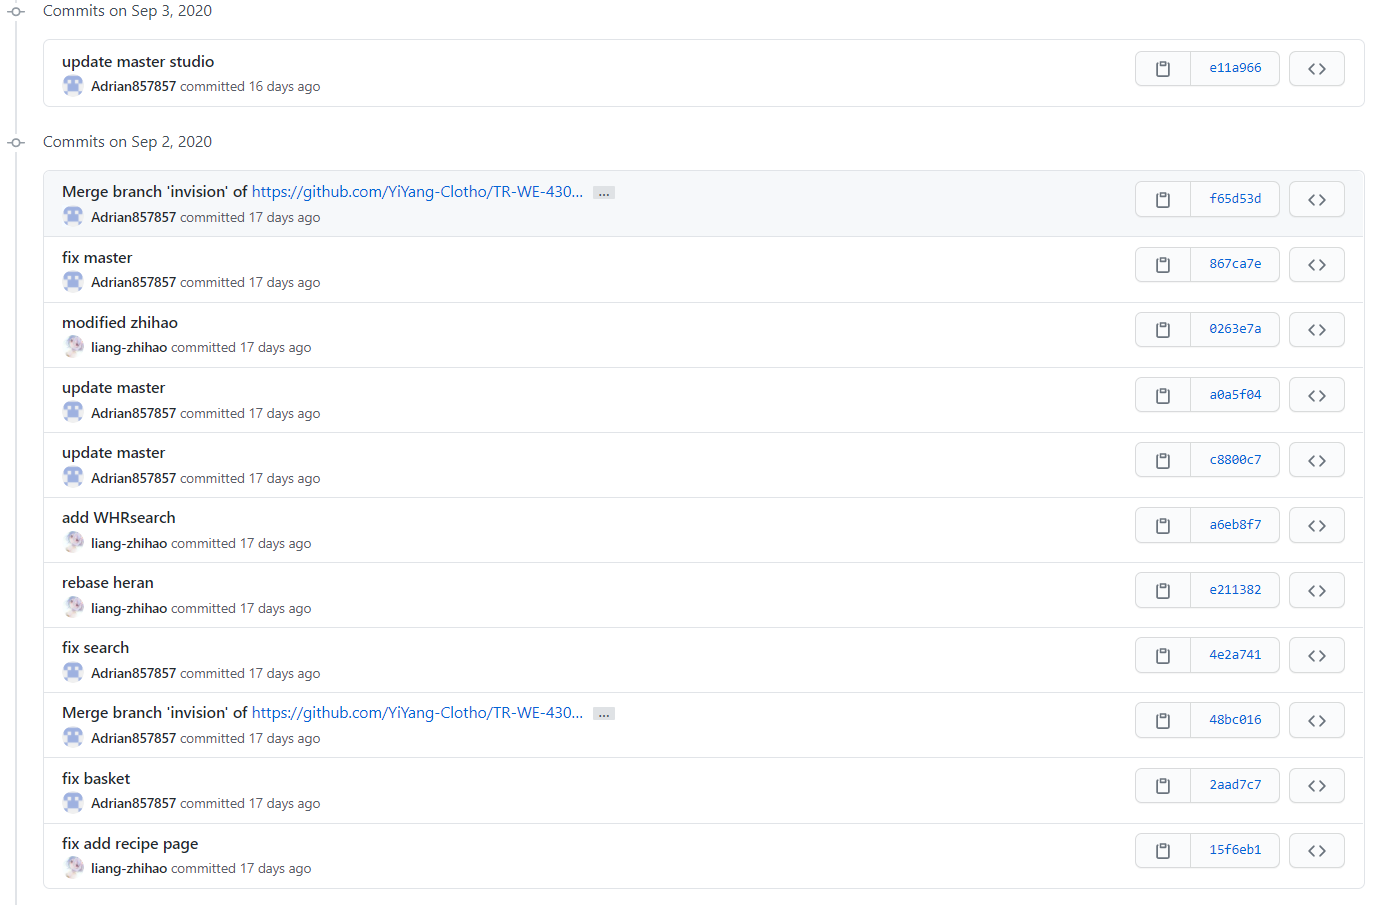 Commits on Sep 3, 2020
update master studio
e11a966
Adrian857857 committed 16 days ago
Commits on Sep 2, 2020
Merge branch 'invision' of https://github.com/YiYang-Clotho/TR-WE-430... ...
f65d53d
Adrian857857 committed 17 days ago
fix master
867ca7e
Adrian857857 committed 17 days ago
modified zhihao
0263e7a
liang-zhihao committed 17 days ago
update master
a0a5f04
Adrian857857 committed 17 days ago
update master
c8800c7
Adrian857857 committed 17 days ago
add WHRsearch
a6eb8f7
liang-zhihao committed 17 days ago
rebase heran
e211382
liang-zhihao committed 17 days ago
fix search
4e2a741
Adrian857857 committed 17 days ago
Merge branch 'invision' of https://github.com/YiYang-Clotho/TR-WE-430... ...
48bc016
Adrian857857 committed 17 days ago
fix basket
2aad7c7
Adrian857857 committed 17 days ago
fix add recipe page
15f6eb1
liang-zhihao committed 17 days ago